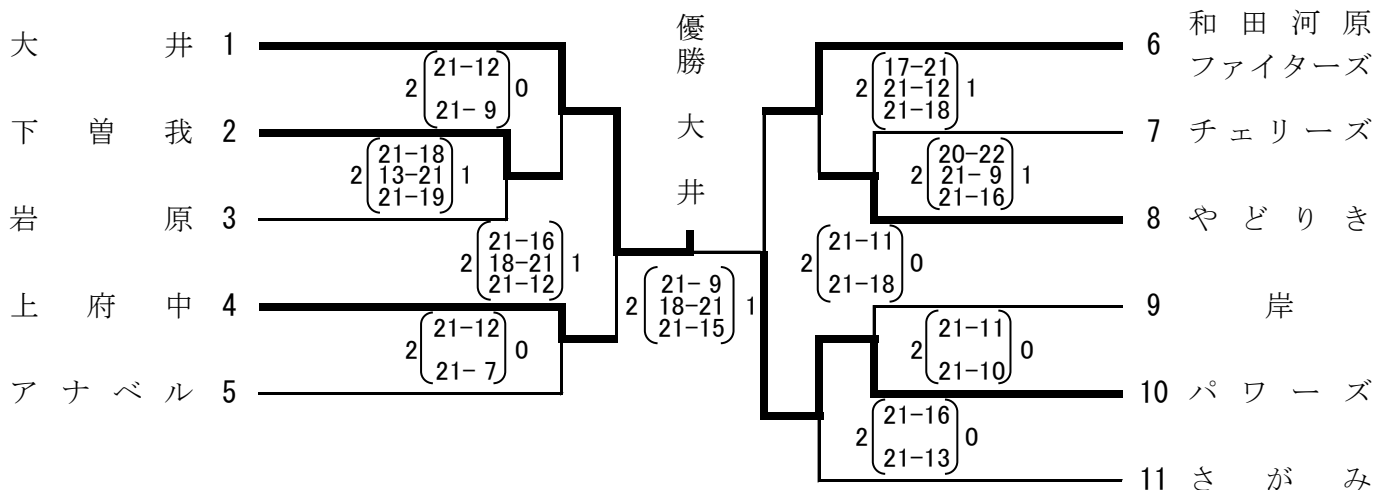 大井 1
2 21-12 21- 9 0
下曽我 2
2 21-18 13-21 21-19 1
岩原 3
2 21-16 18-21 21-12 1
上府中 4
2 21-12 21- 7 0
アナベル 5
優勝 大井
2 21- 9 18-21 21-15 1
6 和田河原
ファイターズ
2 17-21 21-12 21-18 1
7 チェリーズ
2 20-22 21- 9 21-16 1
8 やどりき
2 21-11 21-18 0
9 岸
2 21-11 21-10 0
10 パワーズ
2 21-16 21-13 0
11 さがみ